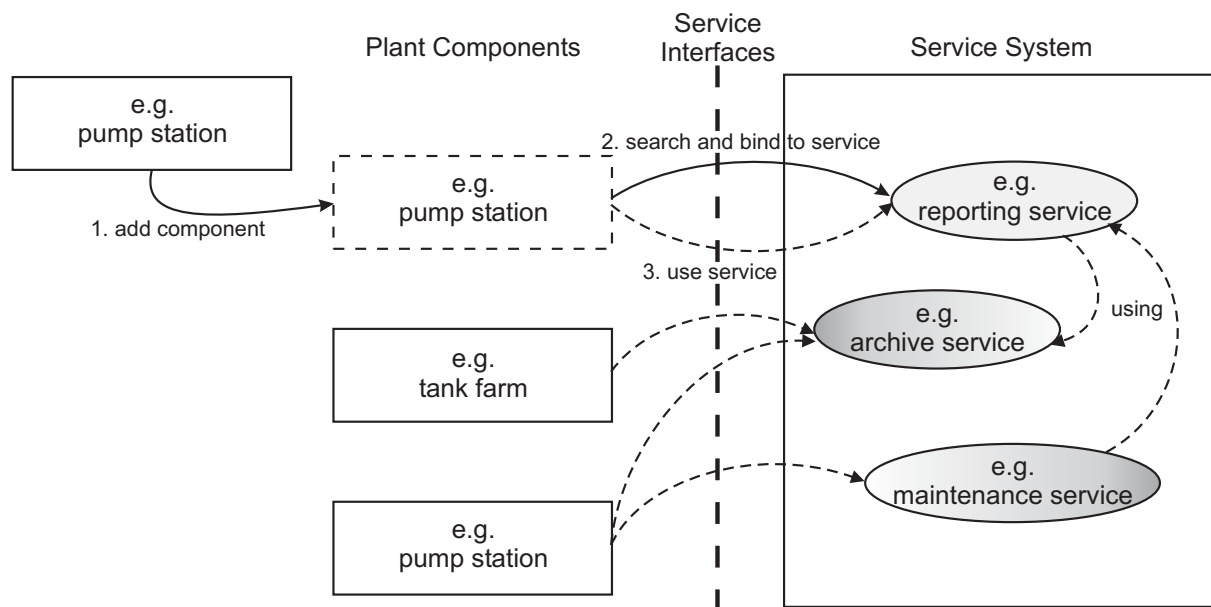 Plant Components
Service
Interfaces
Service System
e.g.
pump station
1. add component
e.g.
pump station
2. search and bind to service
3. use service
e.g.
reporting service
e.g.
archive service
using
e.g.
tank farm
e.g.
maintenance service
e.g.
pump station